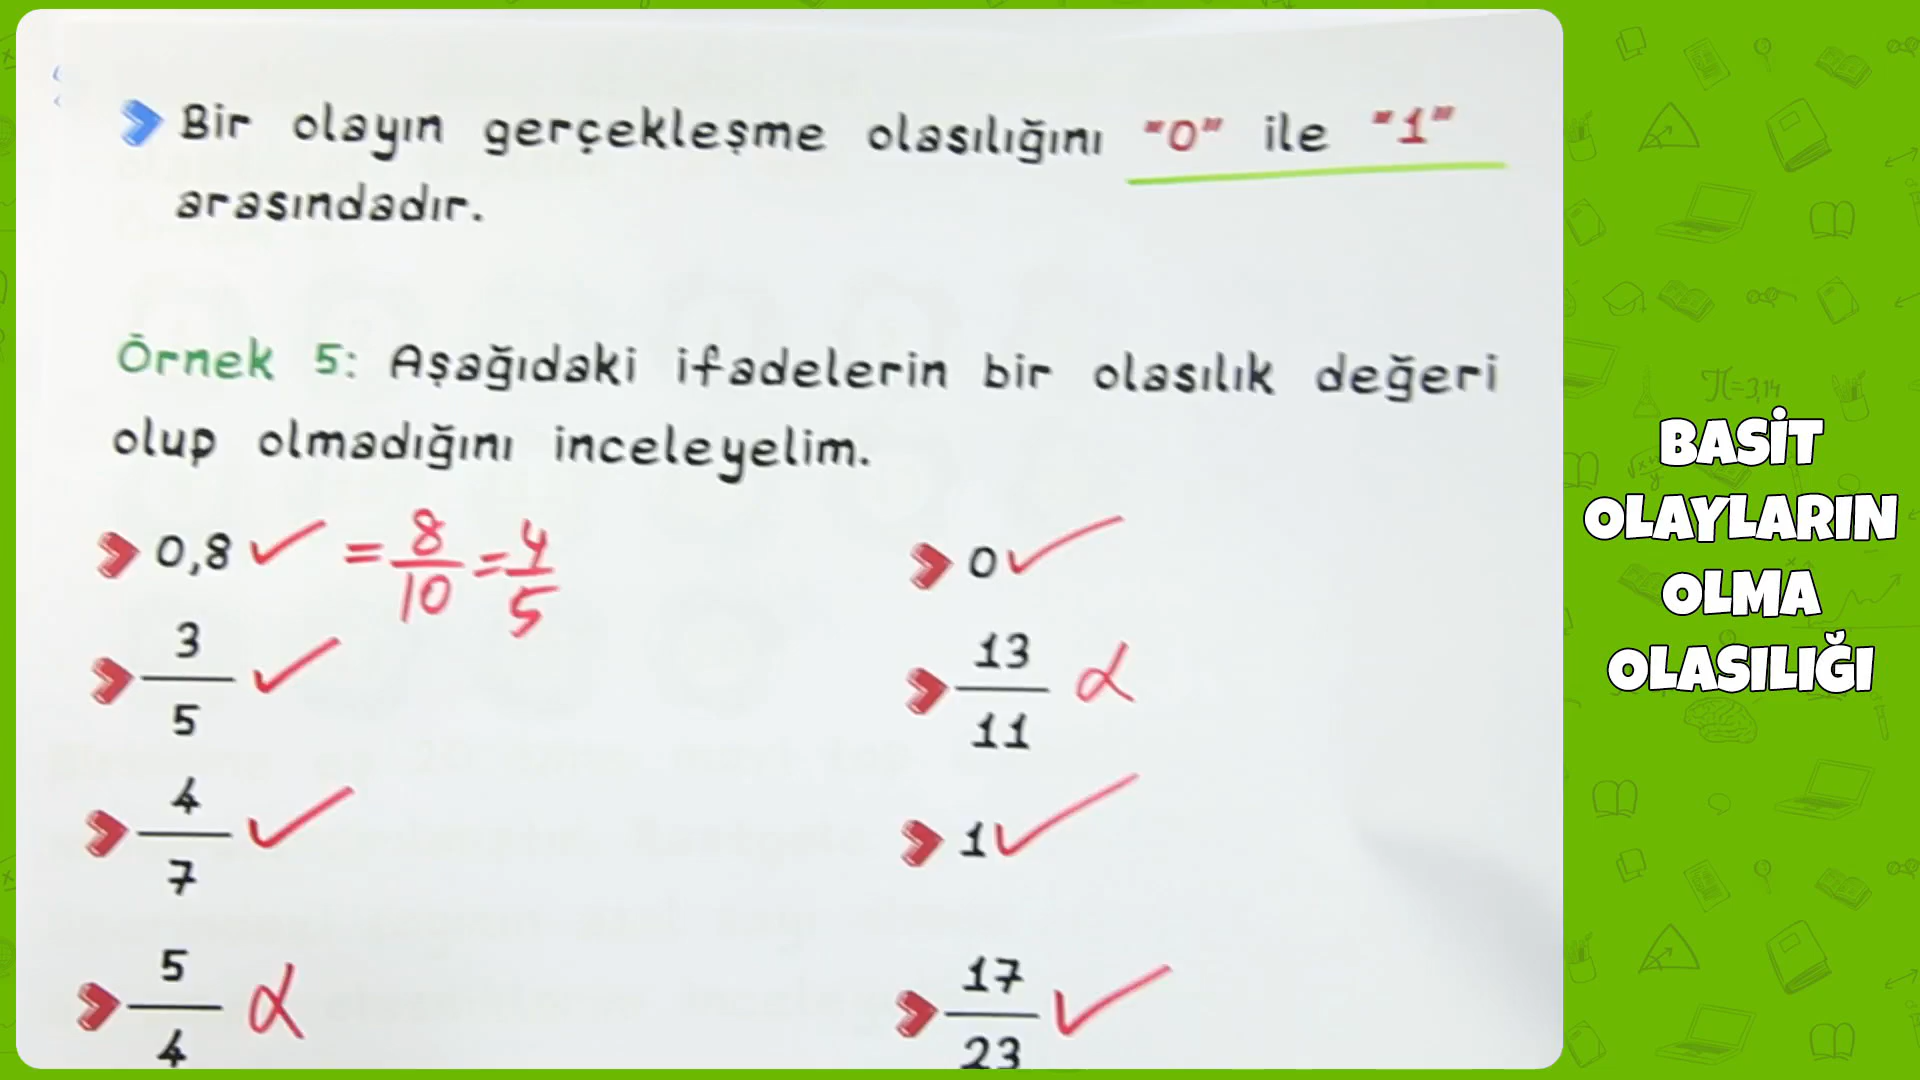 Bir olayın gerçekleşme olasılığını "0" ile "1"
arasındadır.
Örnek 5: Aşağıdaki ifadelerin bir olasılık değeri
olup olmadığını inceleyelim.
0,8 ✓ = 8/10 = 4/5
3/5 ✓
4/7 ✓
5/4
0 ✓
13/11
1 ✓
17/23 ✓
BASİT
OLAYLARIN
OLMA
OLASILIĞI
π=3,14